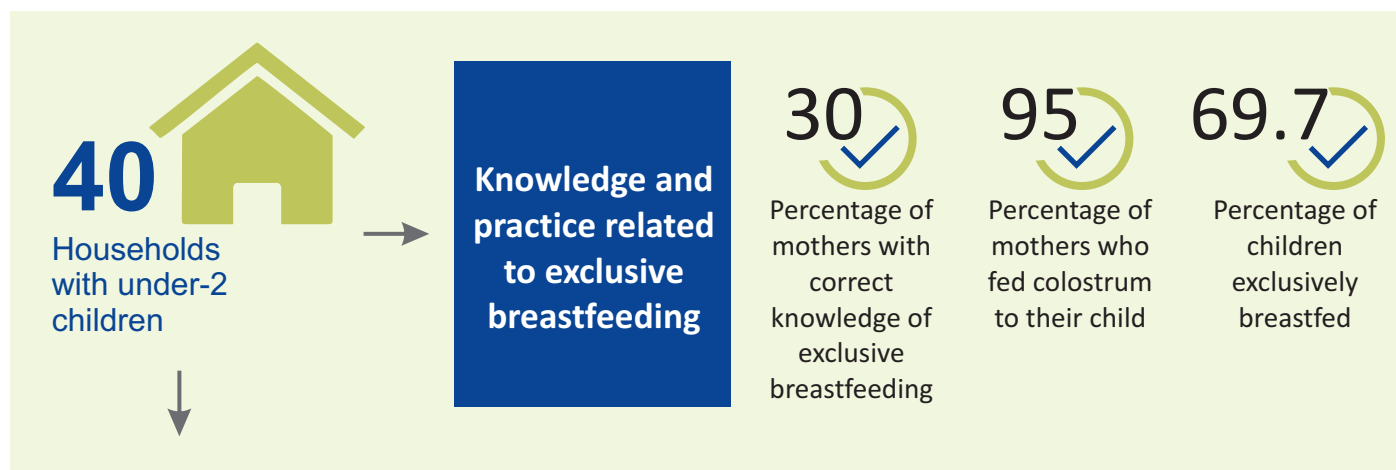 40
Households
with under-2
children
Knowledge and
practice related
to exclusive
breastfeeding
30
Percentage of
mothers with
correct
knowledge of
exclusive
breastfeeding
95
Percentage of
mothers who
fed colostrum
to their child
69.7
Percentage of
children
exclusively
breastfed